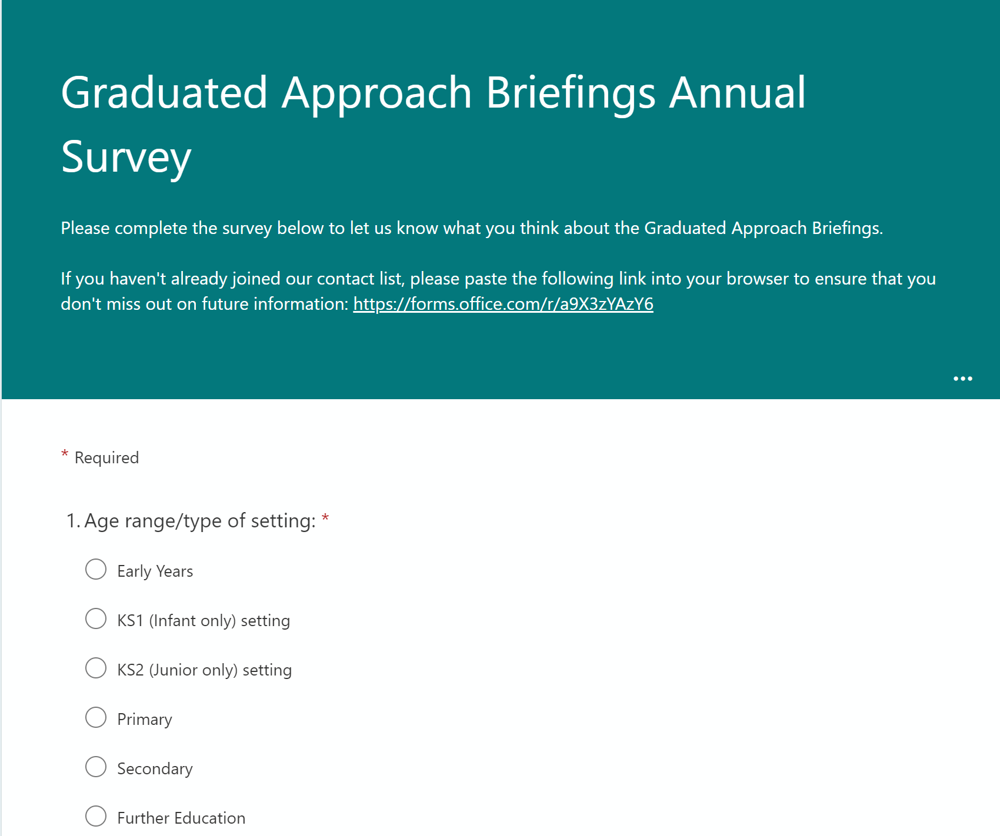 Graduated Approach Briefings Annual
Survey
Please complete the survey below to let us know what you think about the Graduated Approach Briefings.
If you haven't already joined our contact list, please paste the following link into your browser to ensure that you
don't miss out on future information: https://forms.office.com/r/a9X3zYAzY6
* Required
1. Age range/type of setting: *
Early Years
KS1 (Infant only) setting
KS2 (Junior only) setting
Primary
Secondary
Further Education